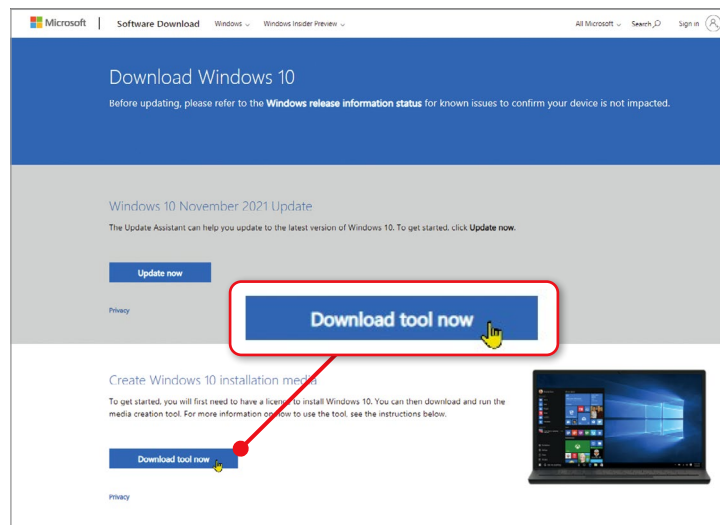 Microsoft Software Download Windows Windows Insider Preview All Microsoft Search Sign in
Download Windows 10
Before updating, please refer to the Windows release information status for known issues to confirm your device is not impacted.
Windows 10 November 2021 Update
The Update Assistant can help you update to the latest version of Windows 10. To get started, click Update now.
Update now
Privacy
Download tool now
Create Windows 10 installation media
To get started, you will first need to have a licence to install Windows 10. You can then download and run the
media creation tool. For more information on how to use the tool, see the instructions below.
Download tool now
Privacy